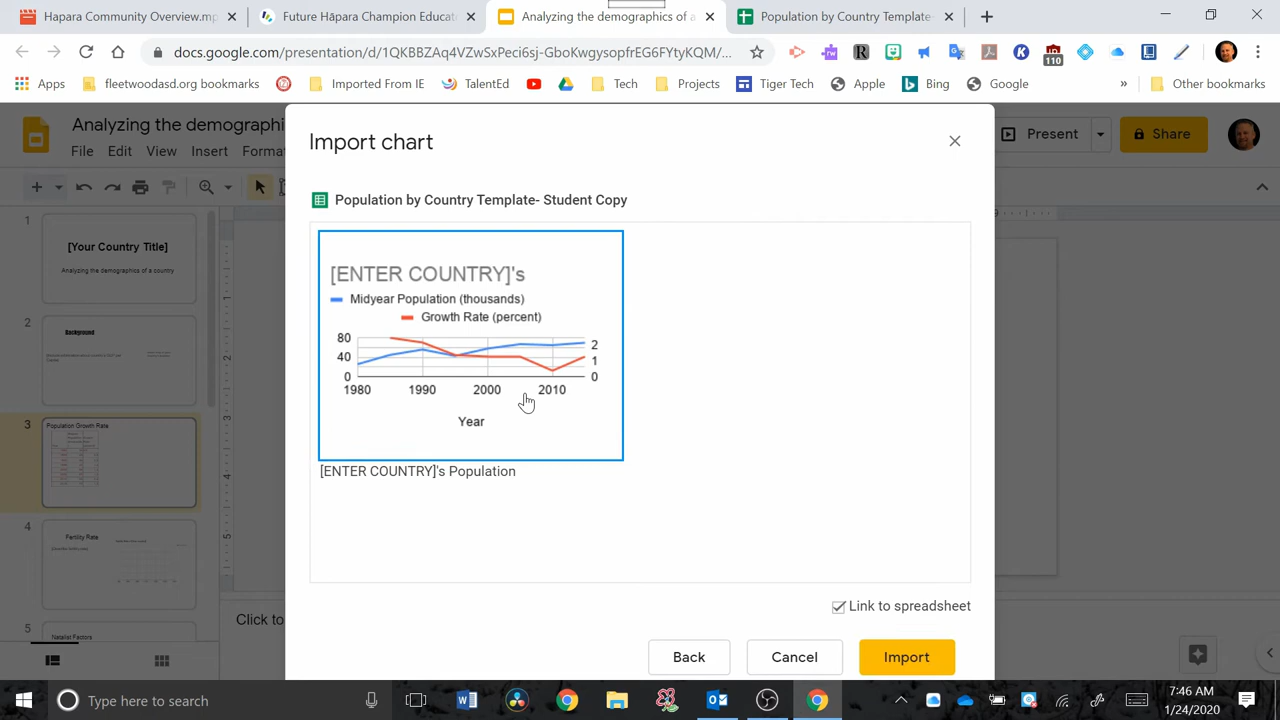 Hapara Community Overview.mp
Future Hāpara Champion Educat
Analyzing the demographics of a
Population by Country Template
docs.google.com/presentation/d/1QKBBZAq4VZwSxPeci6sj-GboKwgysopfrEG6FYtyKQM/...
110
Apps
fleetwoodasd.org bookmarks
Imported From IE
TalentEd
Tech
Projects
Tiger Tech
Apple
Bing
Google
»
Other bookmarks
Analyzing the demographi
File
Edit
View
Insert
Format
Present
Share
Import chart
Population by Country Template- Student Copy
[ENTER COUNTRY]'s
Midyear Population (thousands)
Growth Rate (percent)
80
40
0
2
1
0
1980
1990
2000
2010
Year
[ENTER COUNTRY]'s Population
Link to spreadsheet
Back
Cancel
Import
1
[Your Country Title]
Analyzing the demographics of a country
2
Background
3
Population Growth Rate
4
Fertility Rate
5
Natalist Factors
Click to
Type here to search
7:46 AM
1/24/2020